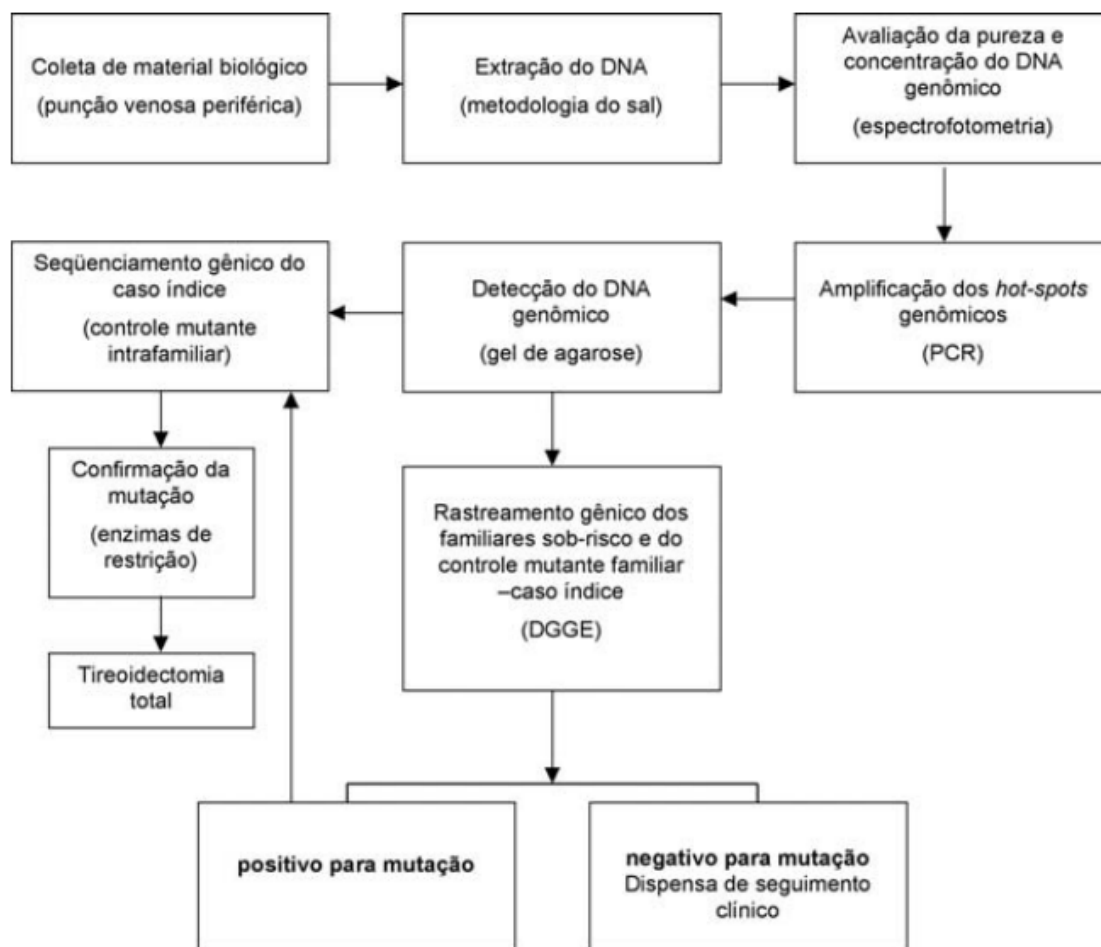 Coleta de material biológico
(punção venosa periférica)
Extração do DNA
(metodologia do sal)
Avaliação da pureza e
concentração do DNA
genômico
(espectrofotometria)
Seqüenciamento gênico do
caso índice
(controle mutante
intrafamiliar)
Detecção do DNA
genômico
(gel de agarose)
Amplificação dos hot-spots
genômicos
(PCR)
Confirmação da
mutação
(enzimas de
restrição)
Rastreamento gênico dos
familiares sob-risco e do
controle mutante familiar
–caso índice
(DGGE)
Tireoidectomia
total
positivo para mutação
negativo para mutação
Dispensa de seguimento
clínico